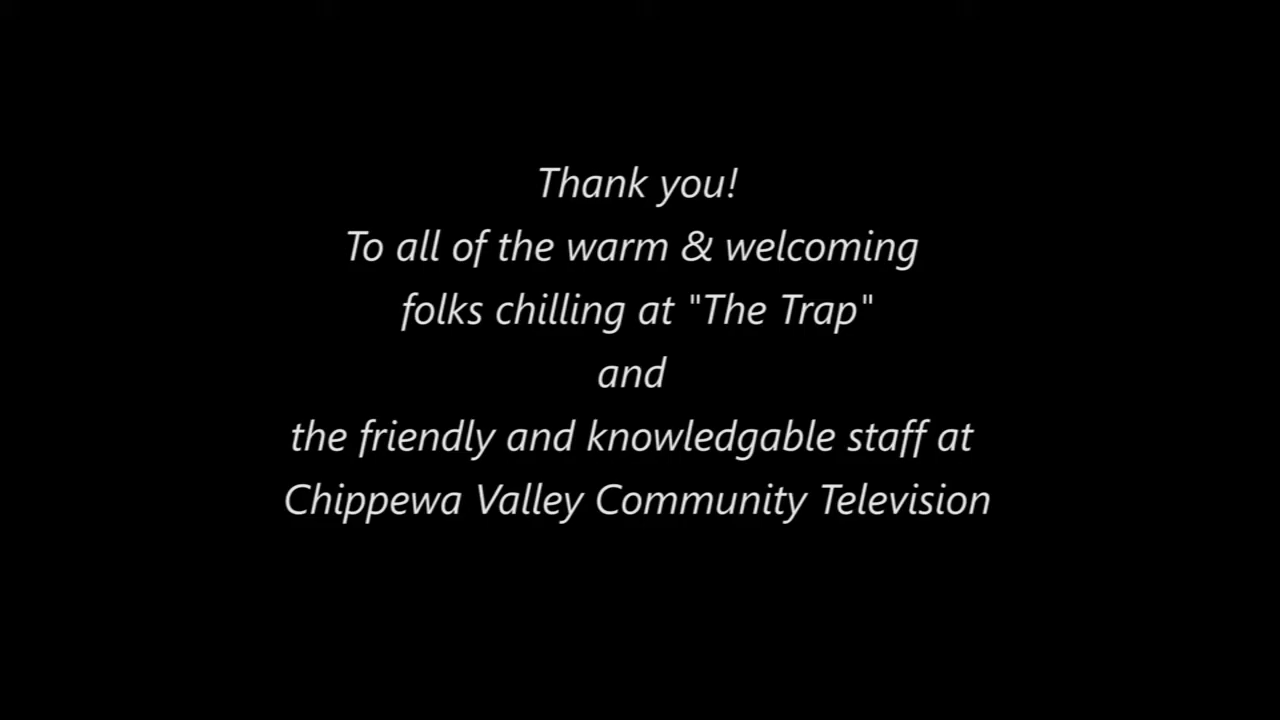 Thank you!
To all of the warm & welcoming
folks chilling at "The Trap"
and
the friendly and knowledgable staff at
Chippewa Valley Community Television